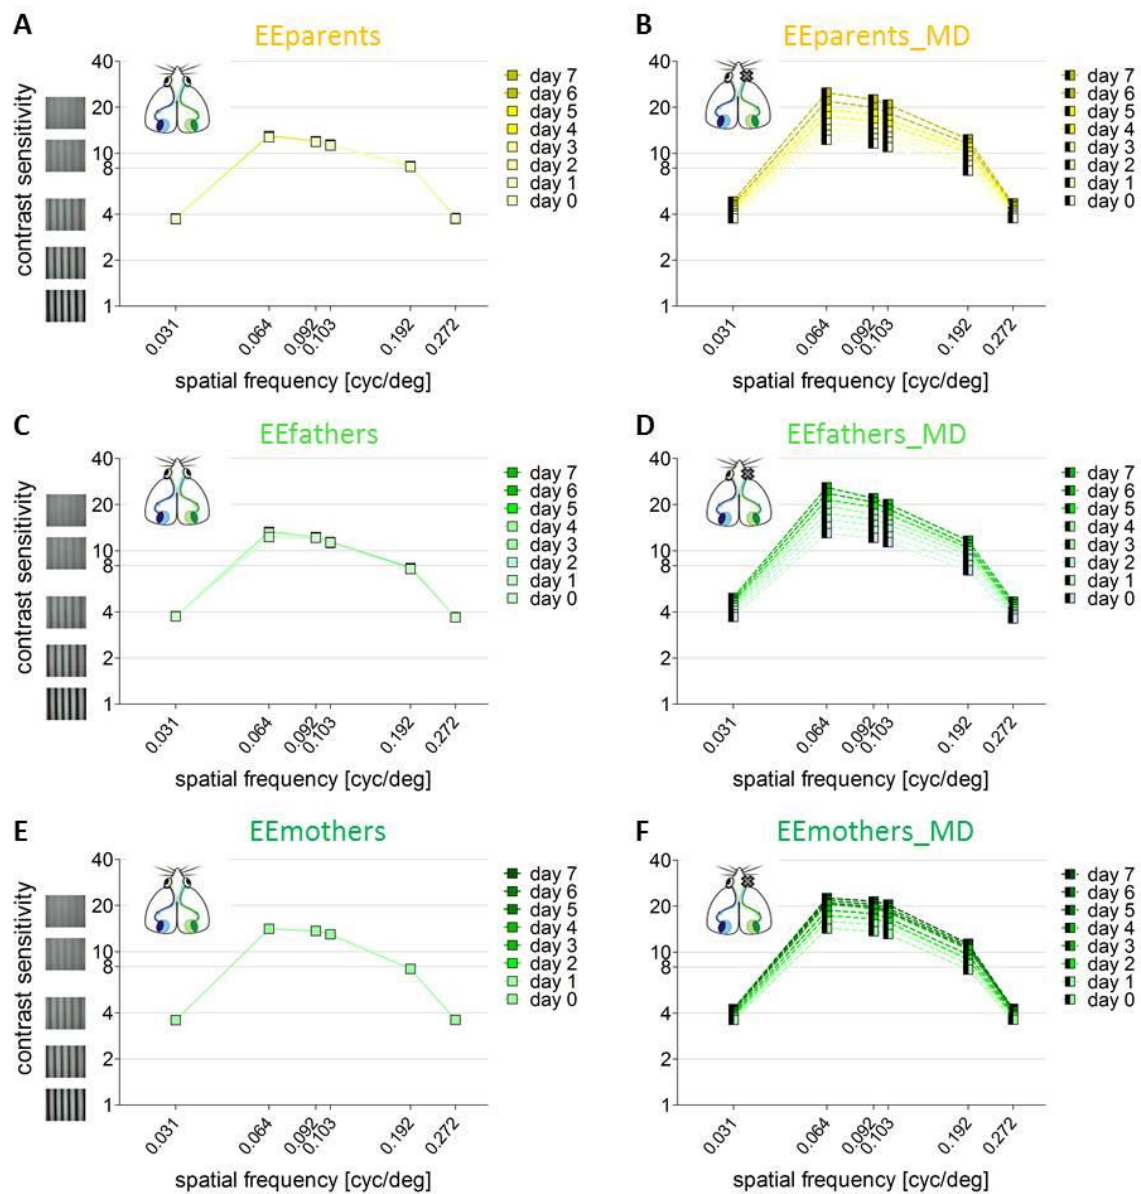 A
EEparents
contrast sensitivity
40
20
10
8
4
2
1
day 7
day 6
day 5
day 4
day 3
day 2
day 1
day 0
0.031
0.064
0.092
0.103
0.192
0.272
spatial frequency [cyc/deg]
B
EEparents_MD
40
20
10
8
4
2
1
day 7
day 6
day 5
day 4
day 3
day 2
day 1
day 0
0.031
0.064
0.092
0.103
0.192
0.272
spatial frequency [cyc/deg]
C
EEfathers
contrast sensitivity
40
20
10
8
4
2
1
day 7
day 6
day 5
day 4
day 3
day 2
day 1
day 0
0.031
0.064
0.092
0.103
0.192
0.272
spatial frequency [cyc/deg]
D
EEfathers_MD
40
20
10
8
4
2
1
day 7
day 6
day 5
day 4
day 3
day 2
day 1
day 0
0.031
0.064
0.092
0.103
0.192
0.272
spatial frequency [cyc/deg]
E
EEmothers
contrast sensitivity
40
20
10
8
4
2
1
day 7
day 6
day 5
day 4
day 3
day 2
day 1
day 0
0.031
0.064
0.092
0.103
0.192
0.272
spatial frequency [cyc/deg]
F
EEmothers_MD
40
20
10
8
4
2
1
day 7
day 6
day 5
day 4
day 3
day 2
day 1
day 0
0.031
0.064
0.092
0.103
0.192
0.272
spatial frequency [cyc/deg]